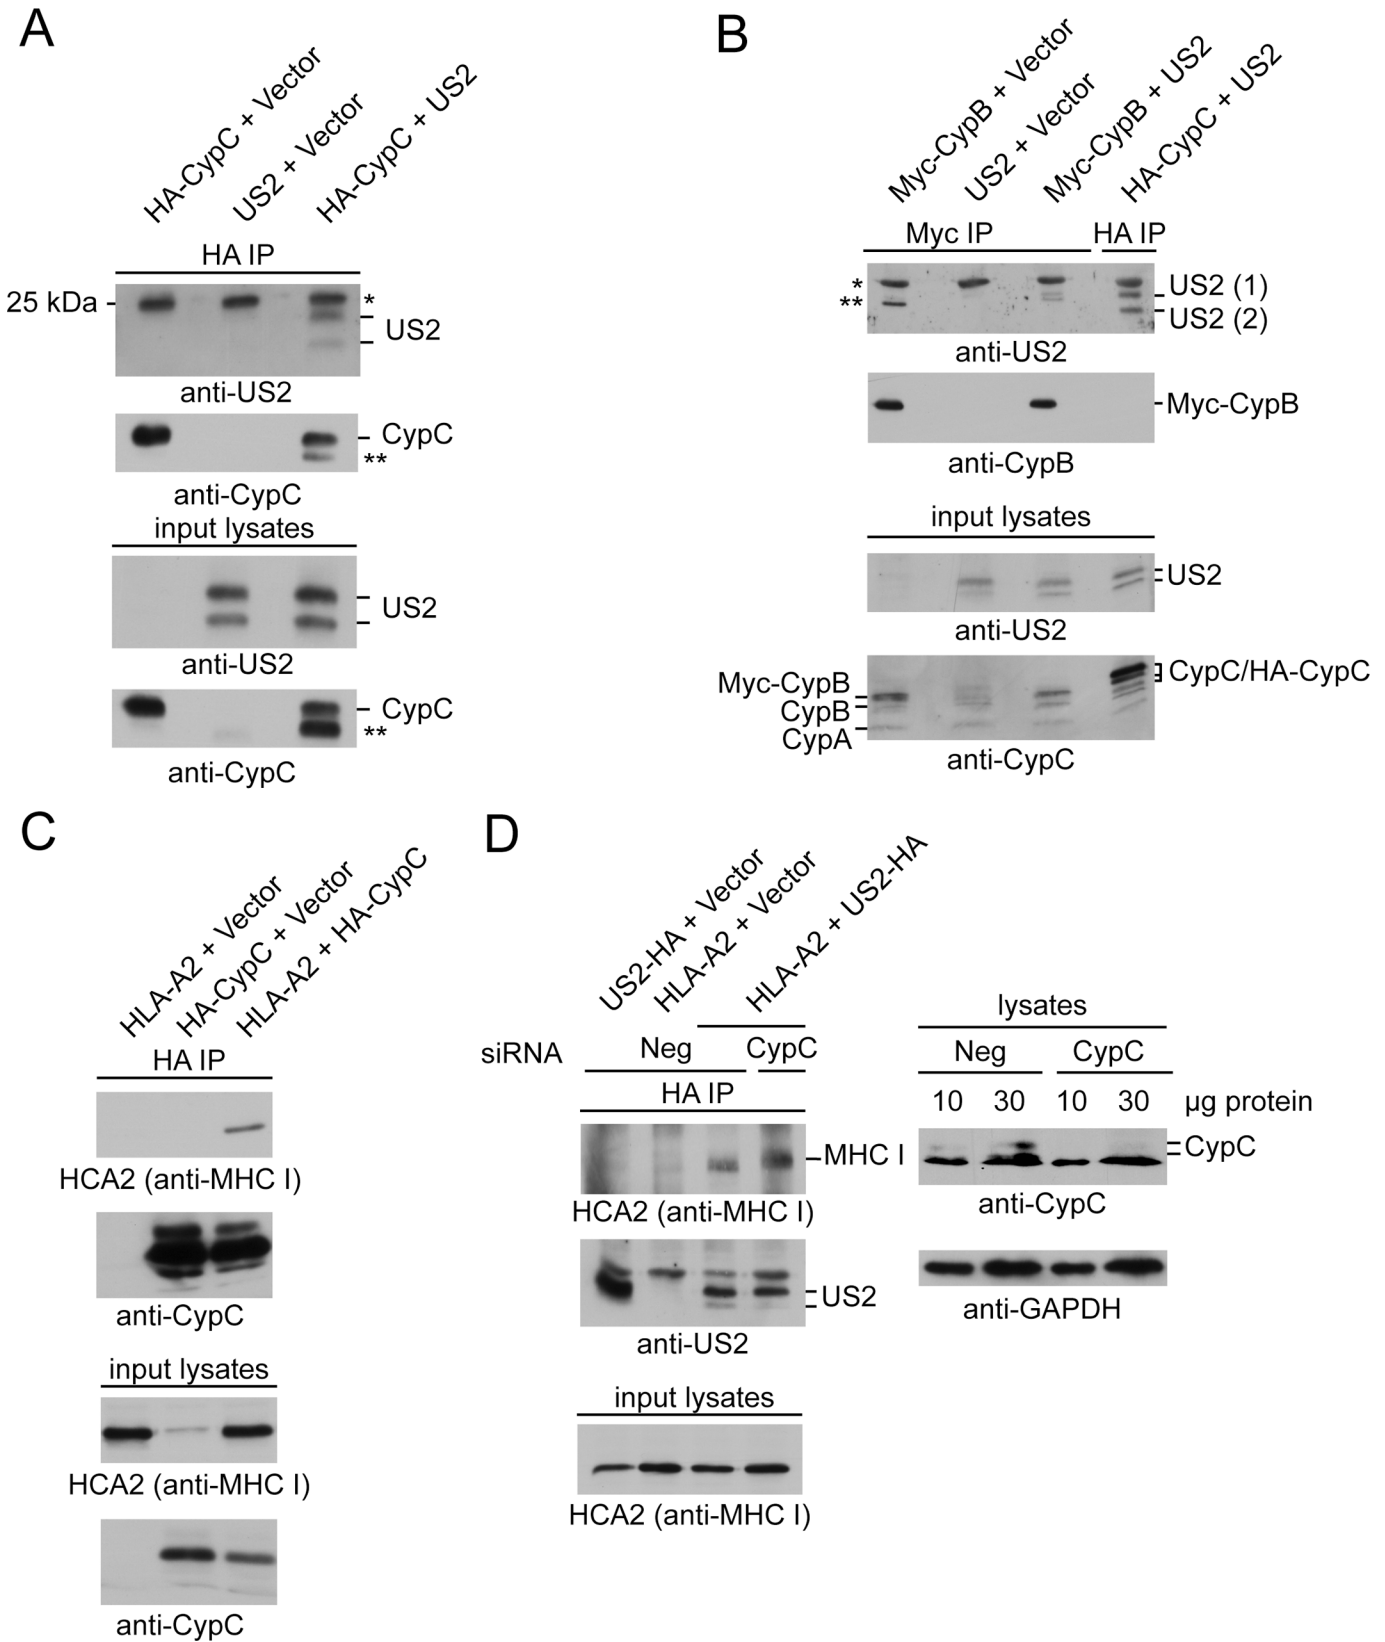 A
HA-CypC + Vector
US2 + Vector
HA-CypC + US2
HA IP
25 kDa
*
US2
anti-US2
CypC
**
anti-CypC
input lysates
US2
anti-US2
CypC
**
anti-CypC
B
Myc-CypB + Vector
US2 + Vector
Myc-CypB + US2
HA-CypC + US2
Myc IP
HA IP
*
**
US2 (1)
US2 (2)
anti-US2
Myc-CypB
anti-CypB
input lysates
US2
anti-US2
Myc-CypB
CypB
CypA
CypC/HA-CypC
anti-CypC
C
HLA-A2 + Vector
HA-CypC + Vector
HLA-A2 + HA-CypC
HA IP
HCA2 (anti-MHC I)
anti-CypC
input lysates
HCA2 (anti-MHC I)
anti-CypC
D
US2-HA + Vector
HLA-A2 + Vector
HLA-A2 + US2-HA
siRNA
Neg
CypC
HA IP
MHC I
HCA2 (anti-MHC I)
US2
anti-US2
input lysates
HCA2 (anti-MHC I)
lysates
Neg
CypC
10 30 10 30 µg protein
CypC
anti-CypC
anti-GAPDH